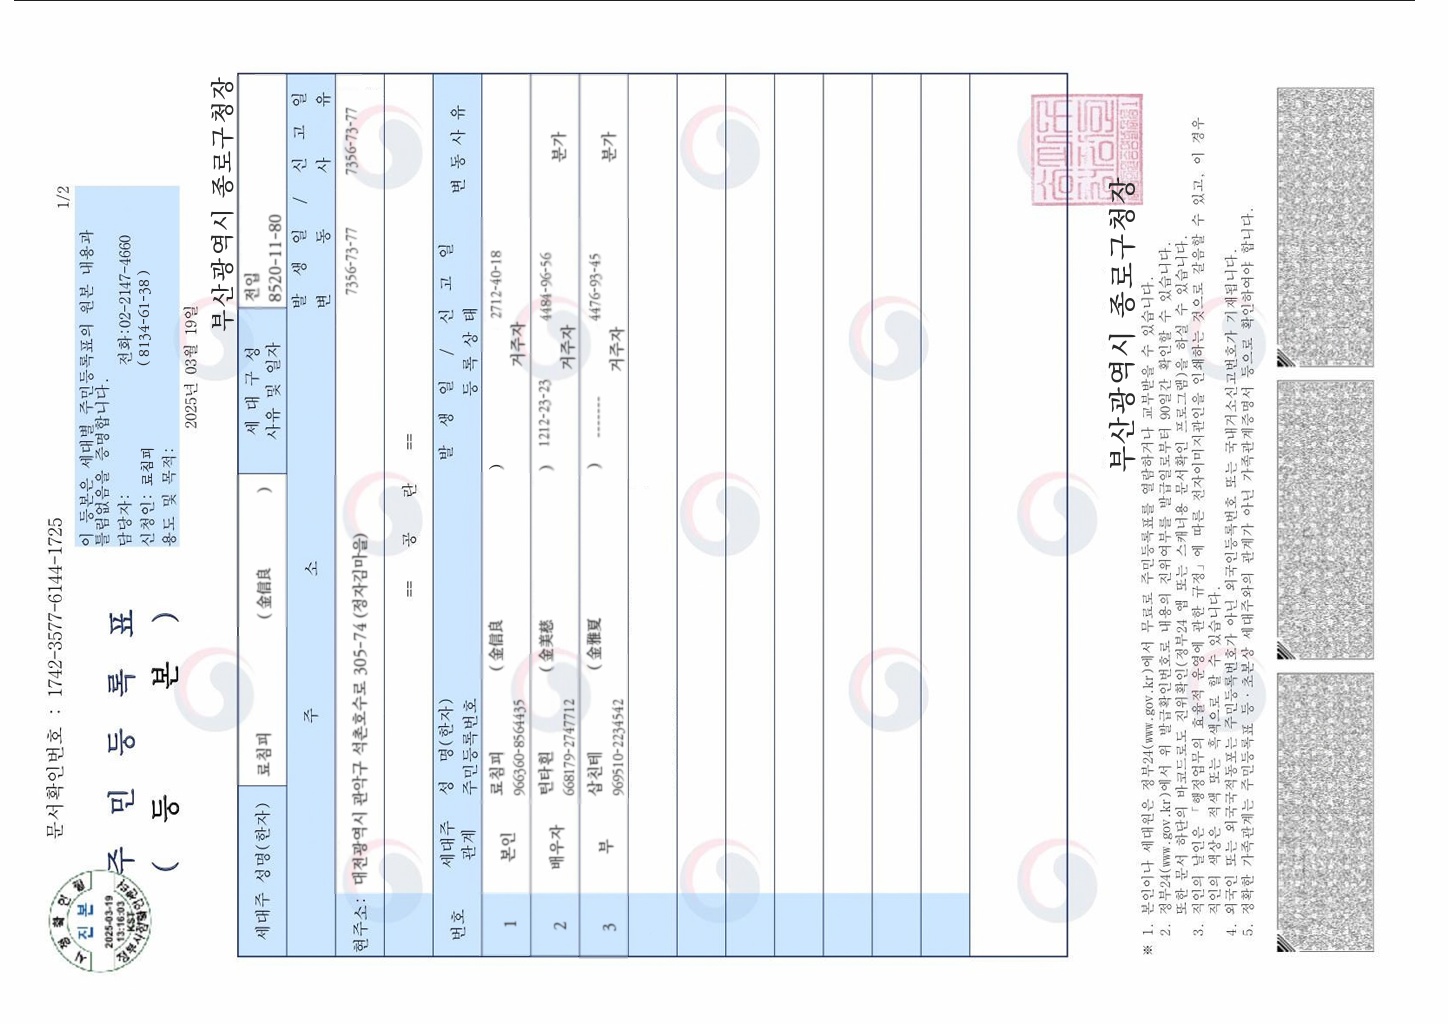 문서확인번호 : 1742-3577-6144-1725
1/2
주 민 등 록 표
( 등 본 )
이 등본은 세대별 주민등록표의 원본 내용과
틀림없음을 증명합니다.
담당자: 전화:02-2147-4660
신청인: 료침피 (8134-61-38)
용도 및 목적:
2025년 03월 19일
부산광역시 종로구청장
시 정 확 인 필
진본
2025-03-19
13:16:03
KST
세대주 성명(한자) 료침피 (金信良 ) 세 대 구 성 사유 및 일자 전입
8520-11-80
주 소 발 생 일 / 신 고 일
변 동 사 유
현주소: 대전광역시 관악구 석촌호수로 305-74 (정자김마을) 7356-73-77 7356-73-77
== 공 란 ==
번호 세대주 관계 성 명(한자) 주민등록번호 발 생 일 / 신 고 일 등 록 상 태 변 동 사 유
1 본인 료침피 (金信良 ) 2712-40-18
966360-8564435 거주자
2 배우자 틴타훤 (金美慈 ) 1212-23-23 4484-96-56 분가
668179-2747712 거주자
3 부 삽친테 (金雅夏 ) ------- 4476-93-45 분가
969510-2234542 거주자
부산광역시 종로구청장
※ 1. 본인이나 세대원은 정부24(www.gov.kr)에서 무료로 주민등록표를 열람하거나 교부받을 수 있습니다.
2. 정부24(www.gov.kr)에서 위 발급확인번호로 내용의 진위여부를 발급일로부터 90일간 확인할 수 있습니다.
또한 문서 하단의 바코드로도 진위확인(정부24 앱 또는 스캐너용 문서확인 프로그램)을 하실 수 있습니다.
3. 직인의 날인은 「행정업무의 효율적 운영에 관한 규정」에 따른 전자이미지관인을 인쇄하는 것으로 갈음할 수 있고, 이 경우
직인의 색상은 적색 또는 흑색으로 할 수 있습니다.
4. 외국인 또는 외국국적동포는 주민등록번호가 아닌 외국인등록번호 또는 국내거소신고번호가 기재됩니다.
5. 정확한 가족관계는 주민등록표 등·초본상 세대주와의 관계가 아닌 가족관계증명서 등으로 확인하여야 합니다.